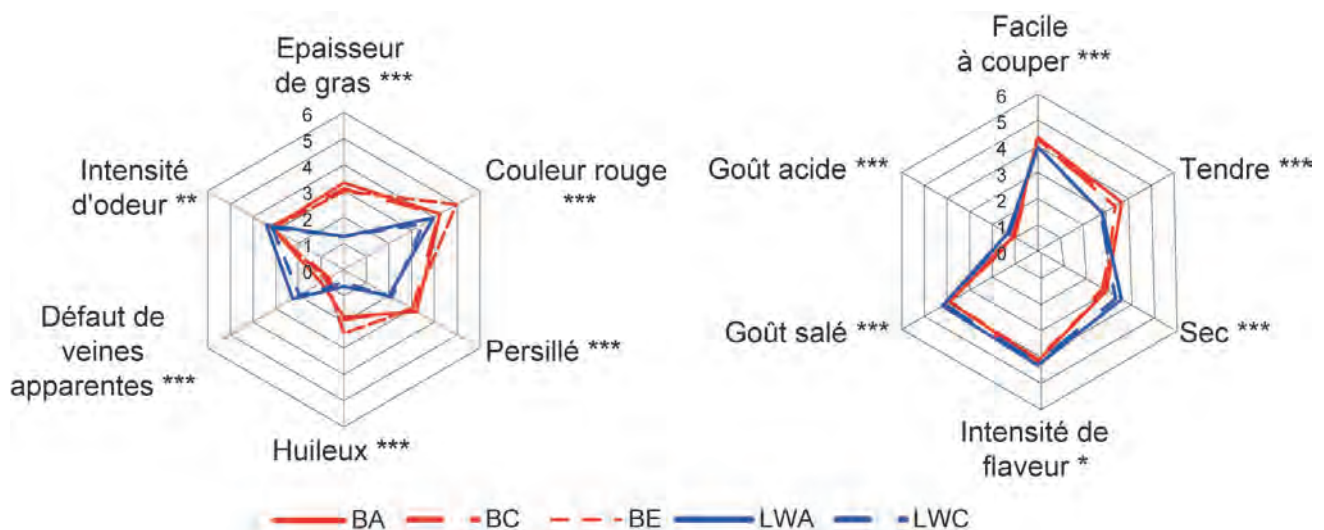 Epaisseur
de gras ***
6
5
4
3
2
1
0
Intensité
d'odeur **
Couleur rouge
***
Défaut de
veines
apparentes ***
Persillé ***
Huileux ***
Facile
à couper ***
6
5
4
3
2
1
0
Goût acide ***
Tendre ***
Goût salé ***
Sec ***
Intensité de
flaveur *
BA BC BE LWA LWC